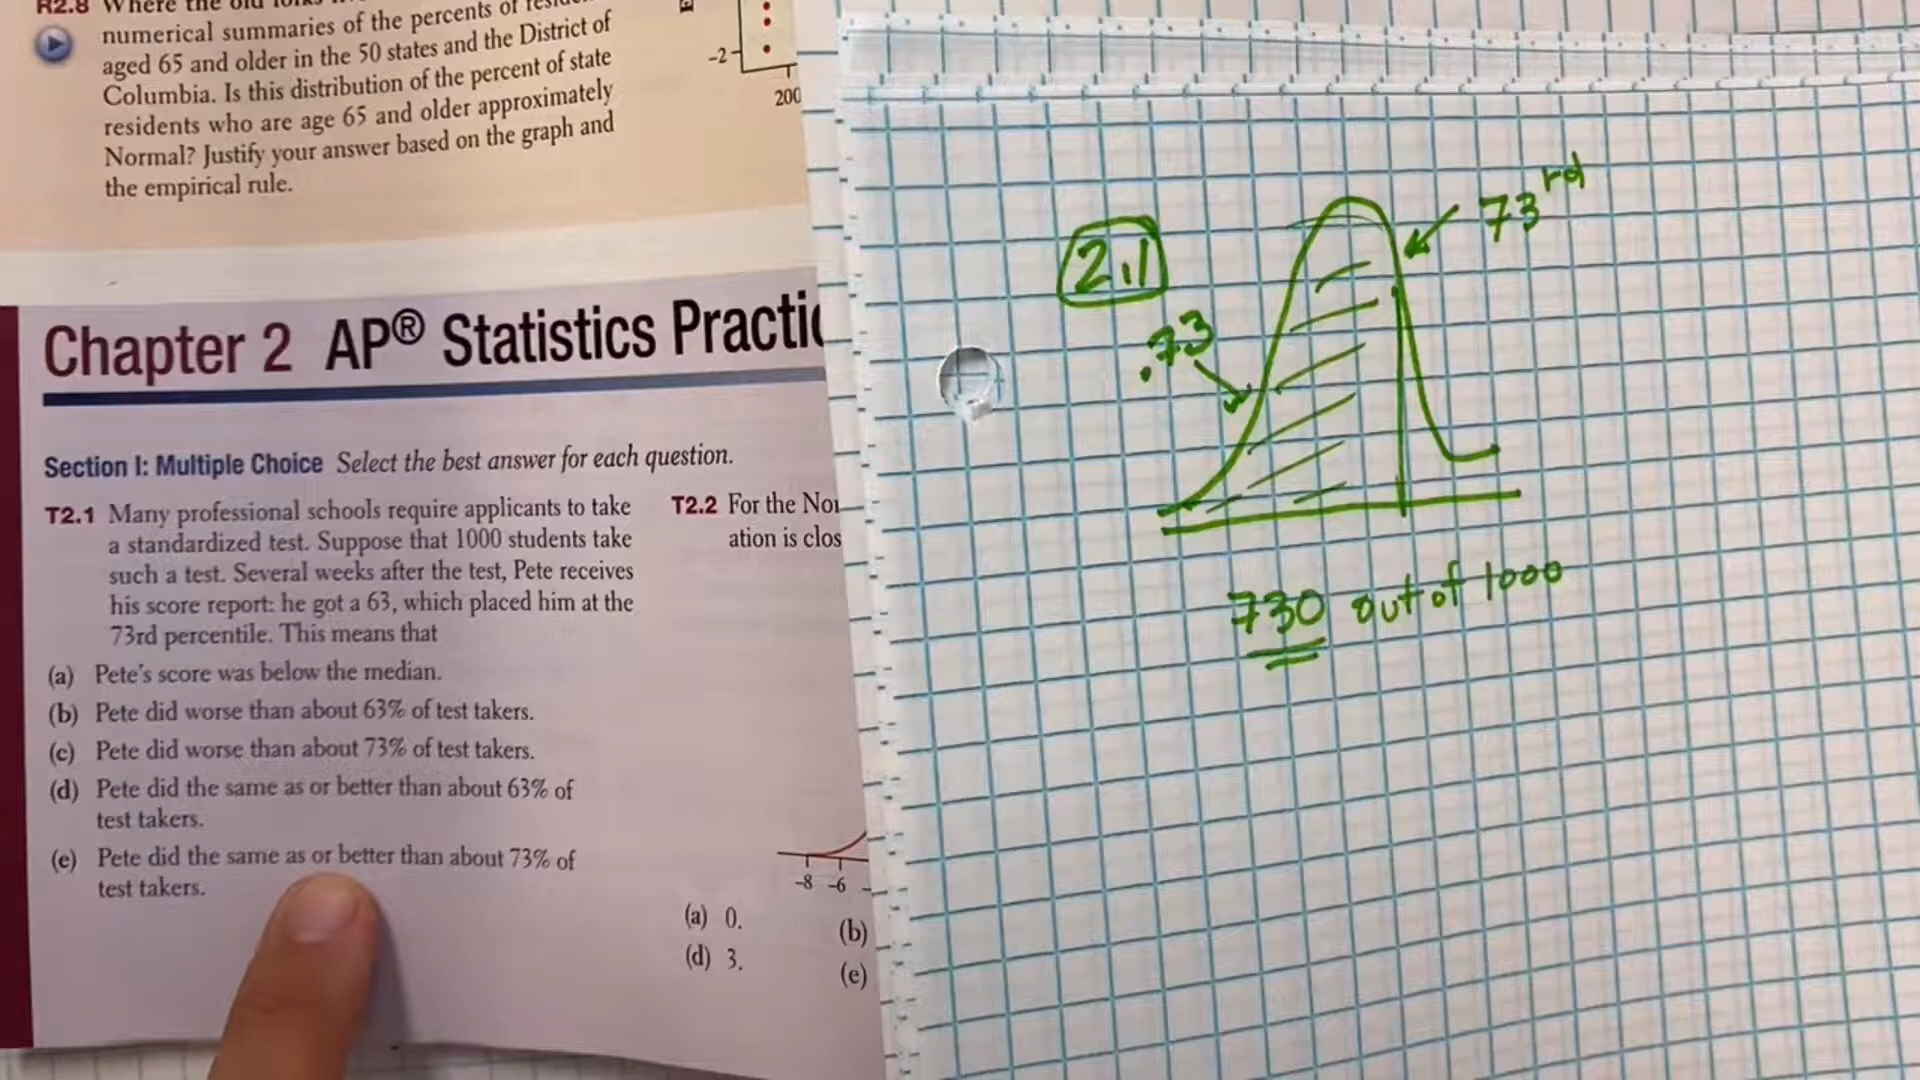 R2.8 Where the old
numerical summaries of the percents of
aged 65 and older in the 50 states and the District of
Columbia. Is this distribution of the percent of state
residents who are age 65 and older approximately
Normal? Justify your answer based on the graph and
the empirical rule.
-2
200
Chapter 2 AP® Statistics Practic
Section I: Multiple Choice Select the best answer for each question.
T2.1 Many professional schools require applicants to take
a standardized test. Suppose that 1000 students take
such a test. Several weeks after the test, Pete receives
his score report: he got a 63, which placed him at the
73rd percentile. This means that
(a) Pete's score was below the median.
(b) Pete did worse than about 63% of test takers.
(c) Pete did worse than about 73% of test takers.
(d) Pete did the same as or better than about 63% of
test takers.
(e) Pete did the same as or better than about 73% of
test takers.
T2.2 For the Nor
ation is clos
-8 -6
(a) 0. (b)
(d) 3. (e)
2.1
73rd
.73
730 out of 1000